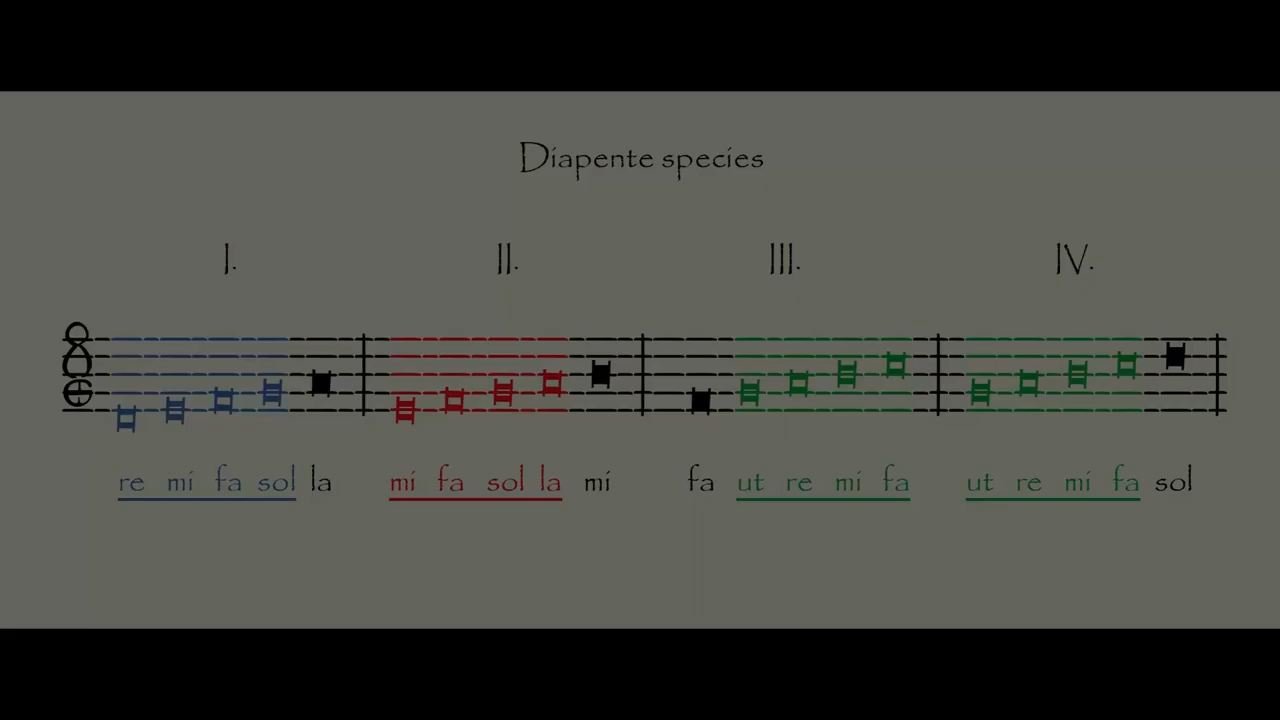 Diapente species
I. II. III. IV.
re mi fa sol la mi fa sol la mi fa ut re mi fa ut re mi fa sol